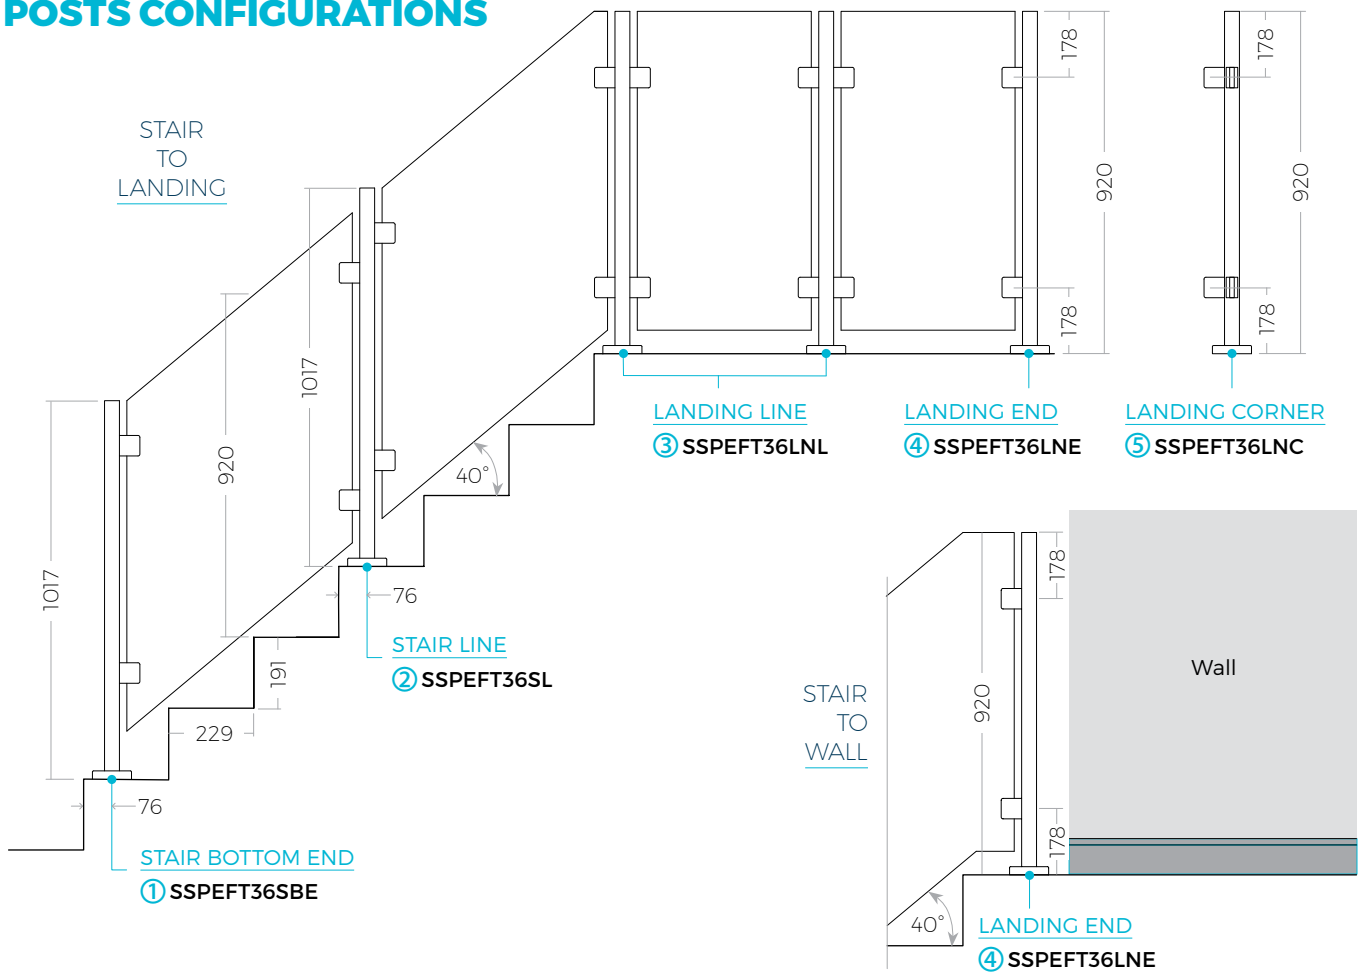 POSTS CONFIGURATIONS
STAIR
TO
LANDING
178
178
920
920
1017
920
1017
178
178
LANDING LINE
③ SSPEFT36LNL
LANDING END
④ SSPEFT36LNE
LANDING CORNER
⑤ SSPEFT36LNC
40°
76
STAIR LINE
② SSPEFT36SL
191
229
76
STAIR BOTTOM END
① SSPEFT36SBE
STAIR
TO
WALL
178
920
Wall
178
40°
LANDING END
④ SSPEFT36LNE